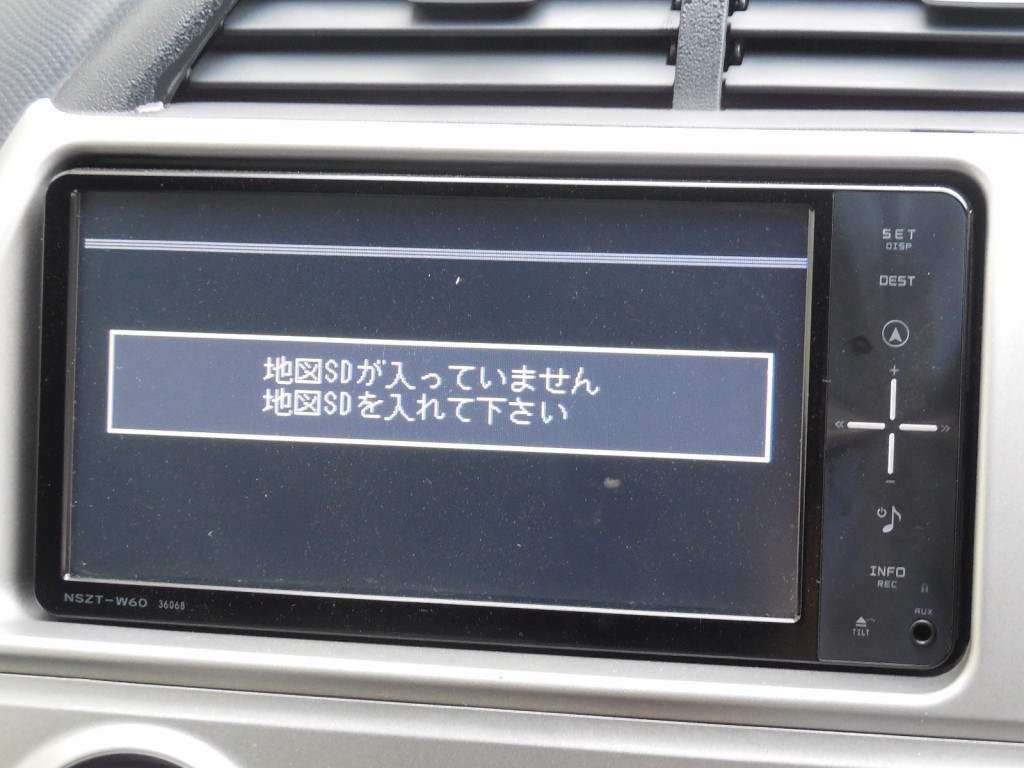 地図SDが入っていません
地図SDを入れて下さい
SET
DISP
DEST
+
−
INFO
REC
AUX
TILT
NSZT-W60 36068